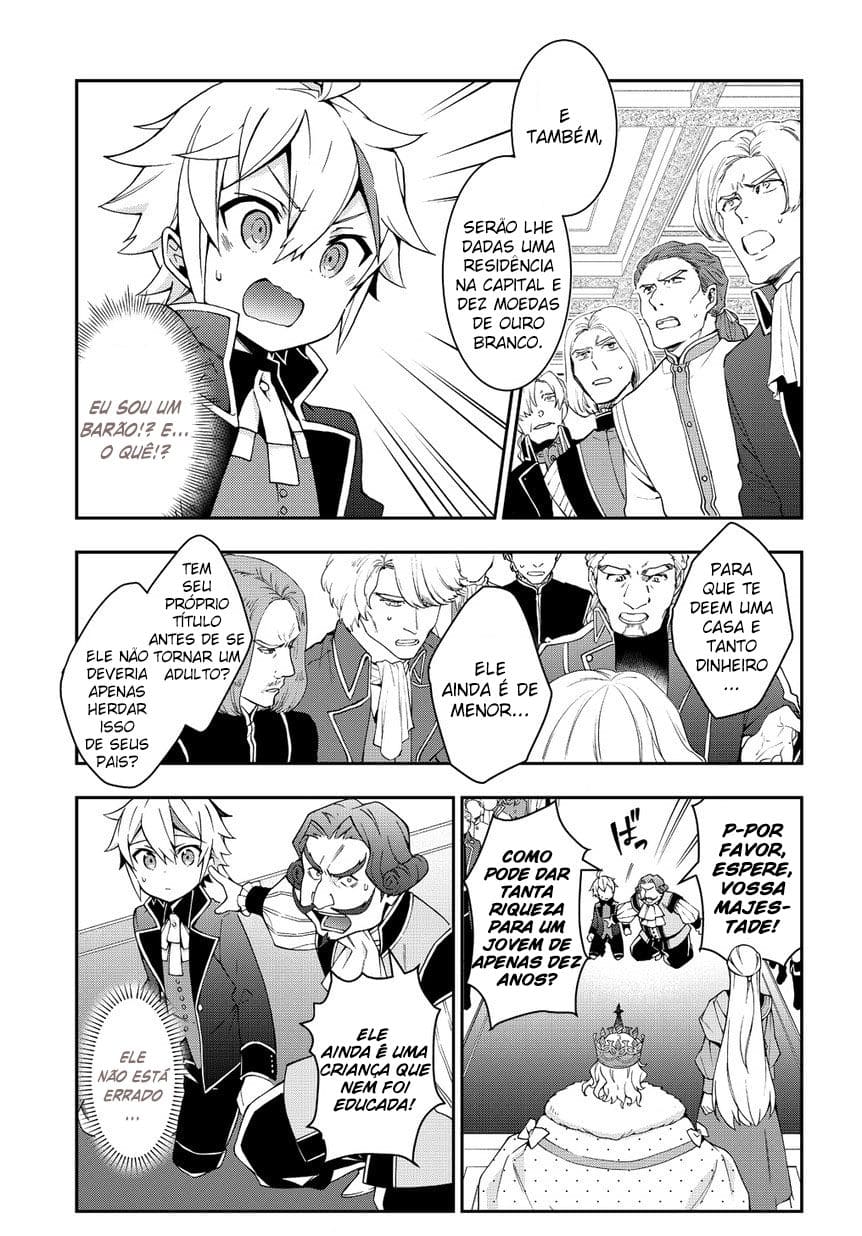 E
TAMBÉM,
SERÃO LHE
DADAS UMA
RESIDÊNCIA
NA CAPITAL E
DEZ MOEDAS
DE OURO
BRANCO.
EU SOU UM
BARÃO!? E...
O QUÊ!?
PARA
QUE TE
DEEM UMA
CASA E
TANTO
DINHEIRO
...
ELE
AINDA É DE
MENOR...
TEM
SEU
PRÓPRIO
TÍTULO
ANTES DE SE
TORNAR UM
ADULTO?
ELE NÃO
DEVERIA
APENAS
HERDAR
ISSO
DE SEUS
PAIS?
P-POR
FAVOR,
ESPERE,
VOSSA
MAJES-
TADE!
ばっ
COMO
PODE DAR
TANTA
RIQUEZA
PARA UM
JOVEM DE
APENAS DEZ
ANOS?
ELE
AINDA É UMA
CRIANÇA QUE
NEM FOI
EDUCADA!
ELE
NÃO ESTÁ
ERRADO
...